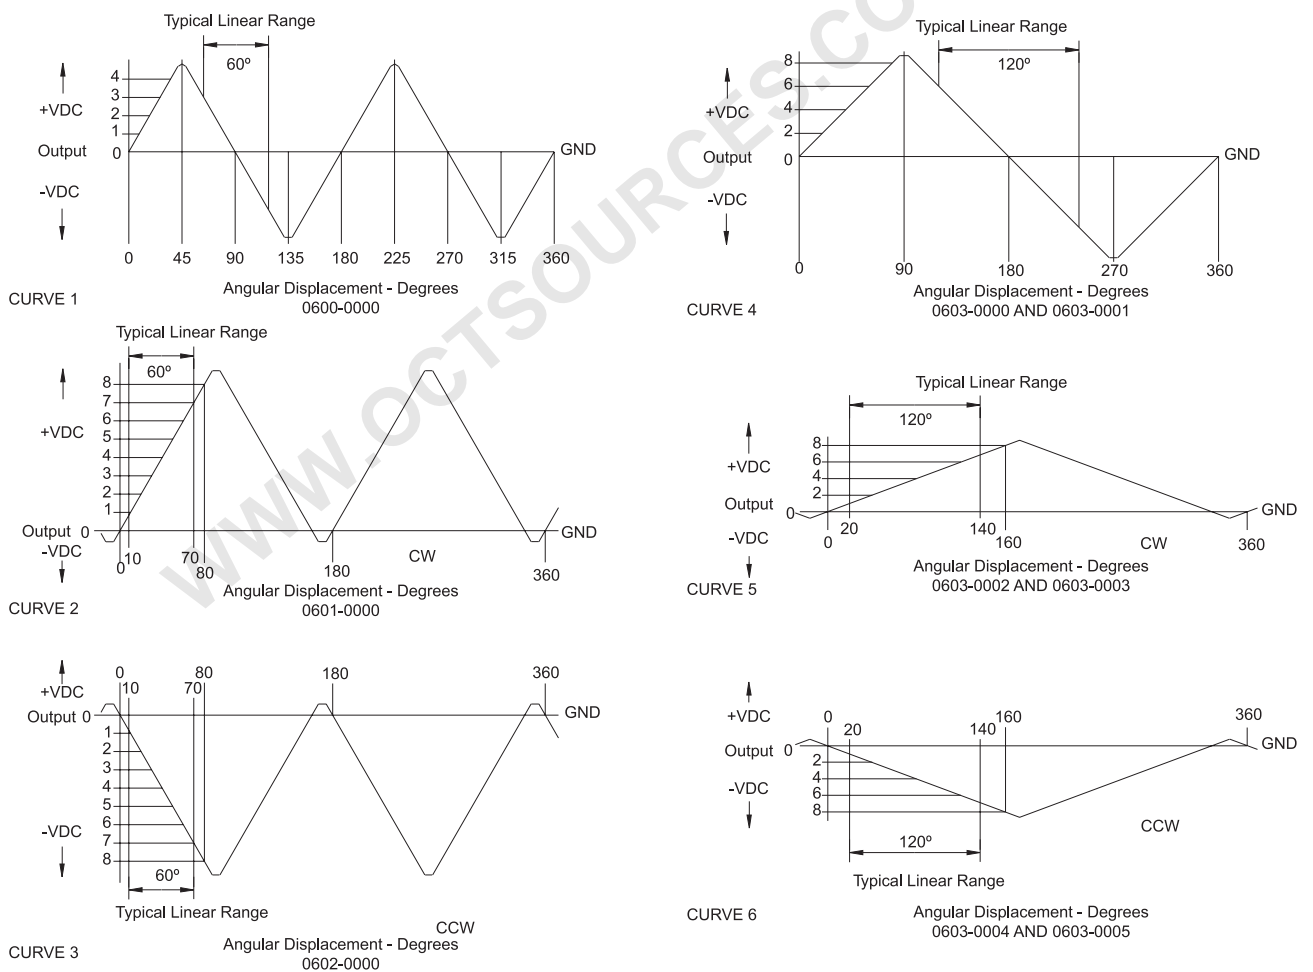 Typical Linear Range
60º
4
3
+VDC
2
1
Output 0 GND
-VDC
0 45 90 135 180 225 270 315 360
Angular Displacement - Degrees
CURVE 1
0600-0000
Typical Linear Range
60º
8
7
6
+VDC
5
4
3
2
1
Output 0 GND
-VDC
CW
0 10 70 80 180 360
Angular Displacement - Degrees
CURVE 2
0601-0000
0 10 70 80 180 360
+VDC
Output 0 GND
1
2
3
4
5
6
-VDC
7
8
60º
Typical Linear Range
CCW
Angular Displacement - Degrees
CURVE 3
0602-0000
Typical Linear Range
120º
8
6
+VDC
4
2
Output 0 GND
-VDC
0 90 180 270 360
Angular Displacement - Degrees
CURVE 4
0603-0000 AND 0603-0001
Typical Linear Range
120º
8
+VDC
6
4
2
Output 0 GND
-VDC
0 20 140 160 CW 360
Angular Displacement - Degrees
CURVE 5
0603-0002 AND 0603-0003
0 20 140 160 360
+VDC
Output 0 GND
2
4
-VDC
6
8
CCW
120º
Typical Linear Range
CURVE 6
Angular Displacement - Degrees
0603-0004 AND 0603-0005
WWW.OCTSOURCES.CO